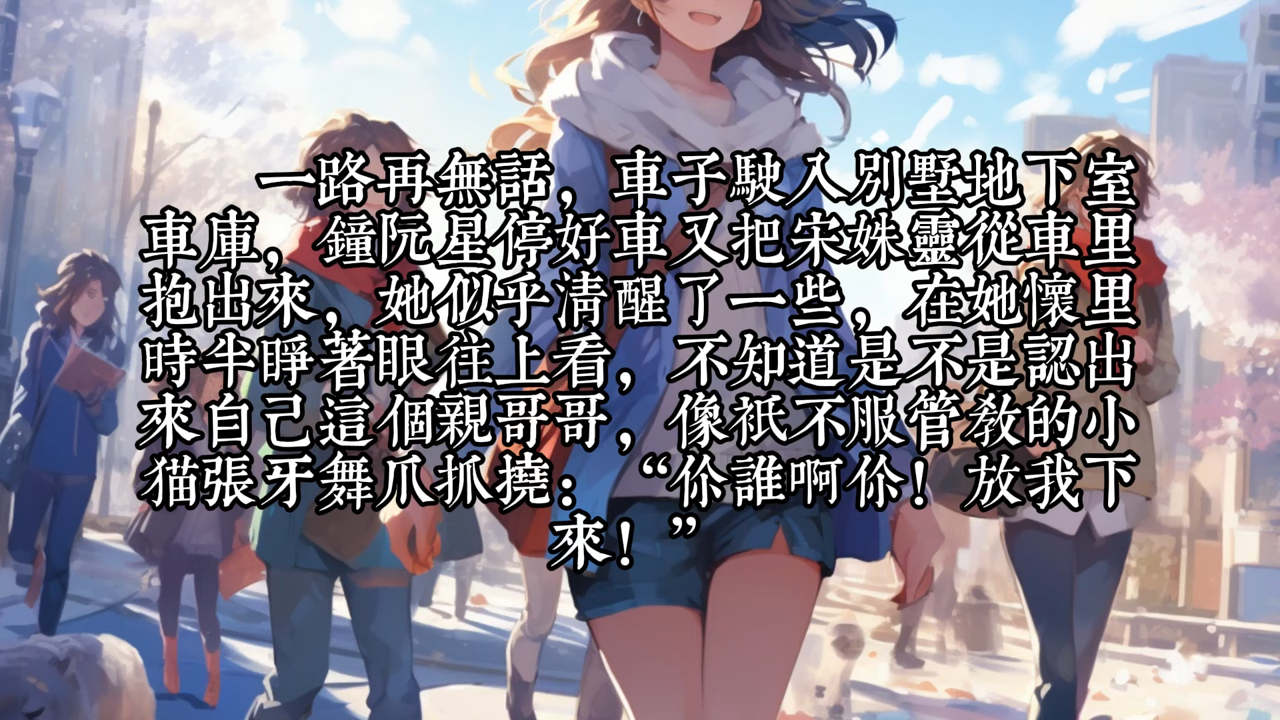 一路再無話，車子駛入別墅地下室
車庫，鐘阮星停好車又把宋姝靈從車里
抱出來，她似乎清醒了一些，在她懷里
時半睜著眼往上看，不知道是不是認出
來自己這個親哥哥，像祇不服管教的小
猫張牙舞爪抓撓：“伱誰啊伱！放我下
來！”